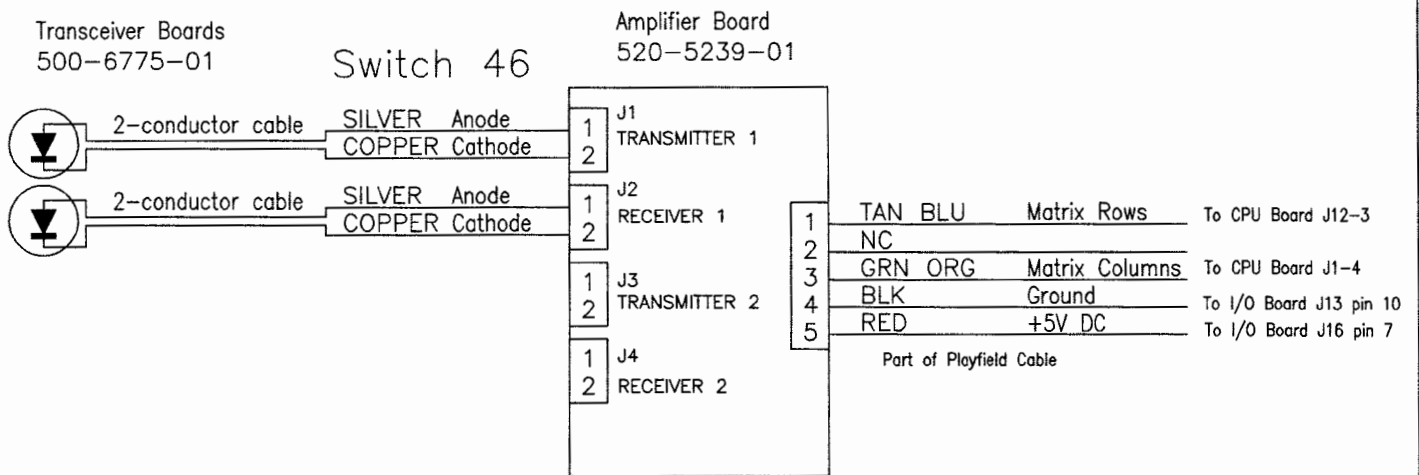 Transceiver Boards
500-6775-01
Switch 46
Amplifier Board
520-5239-01
2-conductor cable
SILVER Anode
COPPER Cathode
1
2
J1
TRANSMITTER 1
2-conductor cable
SILVER Anode
COPPER Cathode
1
2
J2
RECEIVER 1
1
2
J3
TRANSMITTER 2
1
2
J4
RECEIVER 2
1 TAN BLU Matrix Rows To CPU Board J12-3
2 NC
3 GRN ORG Matrix Columns To CPU Board J1-4
4 BLK Ground To I/O Board J13 pin 10
5 RED +5V DC To I/O Board J16 pin 7
Part of Playfield Cable